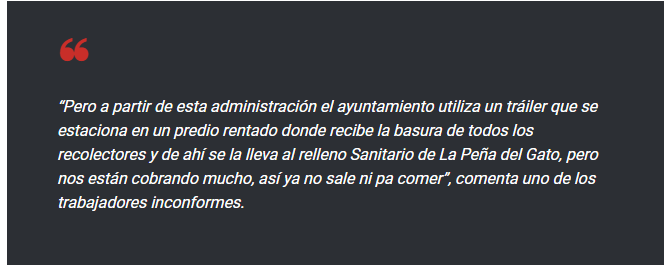 “Pero a partir de esta administración el ayuntamiento utiliza un tráiler que se
estaciona en un predio rentado donde recibe la basura de todos los
recolectores y de ahí se la lleva al relleno Sanitario de La Peña del Gato, pero
nos están cobrando mucho, así ya no sale ni pa comer”, comenta uno de los
trabajadores inconformes.